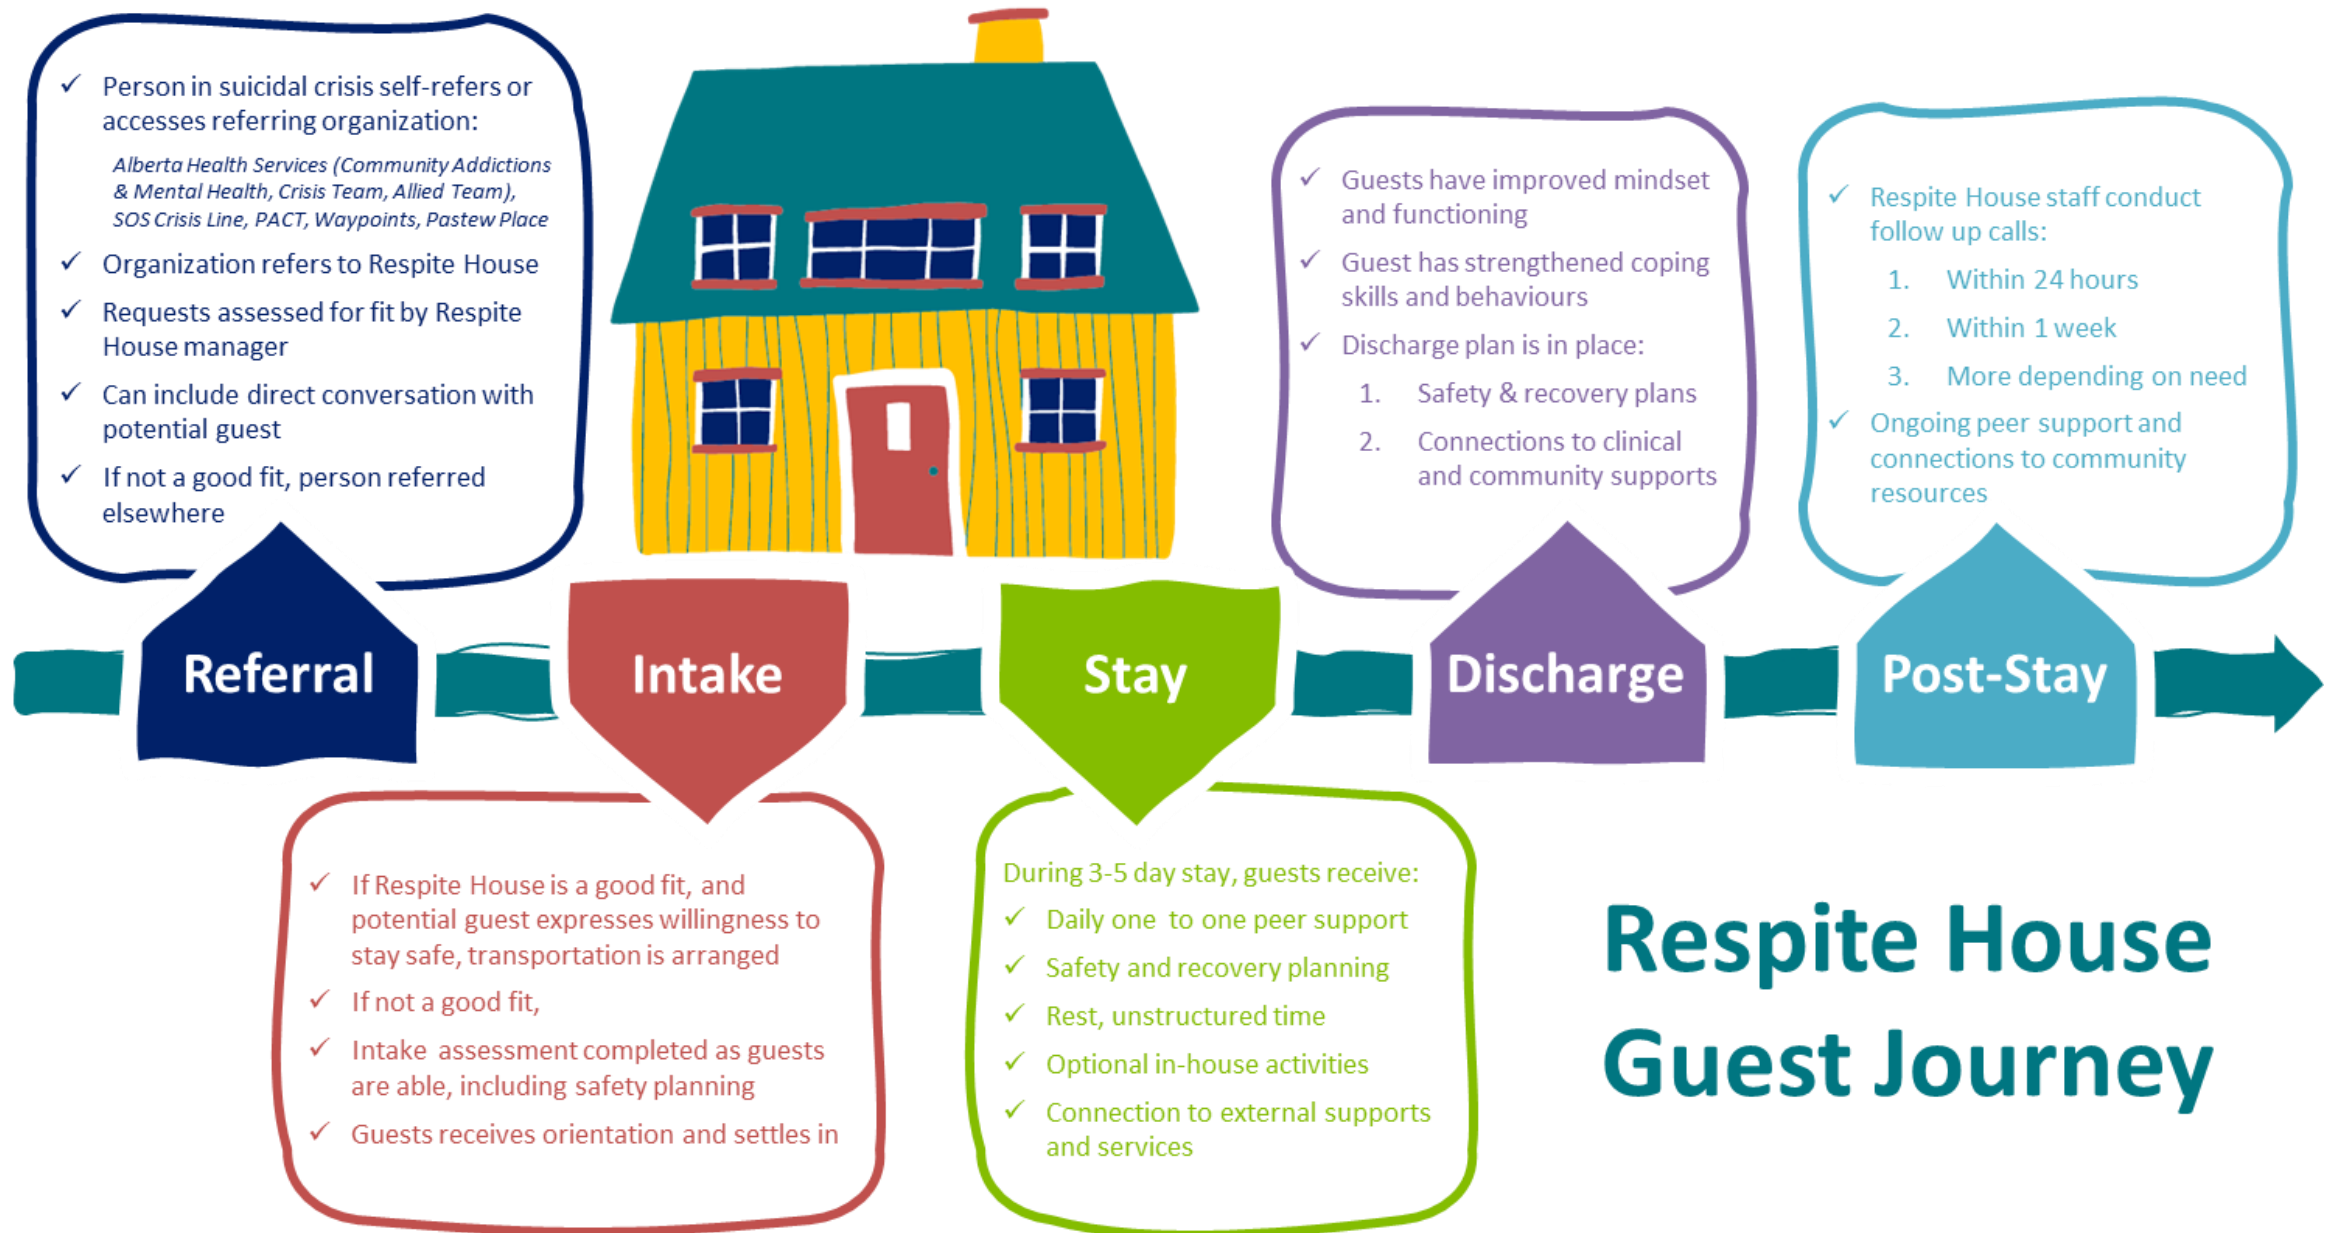 ✓ Person in suicidal crisis self-refers or
accesses referring organization:
Alberta Health Services (Community Addictions
& Mental Health, Crisis Team, Allied Team),
SOS Crisis Line, PACT, Waypoints, Pastew Place
✓ Organization refers to Respite House
✓ Requests assessed for fit by Respite
House manager
✓ Can include direct conversation with
potential guest
✓ If not a good fit, person referred
elsewhere
Referral
Intake
✓ If Respite House is a good fit, and
potential guest expresses willingness to
stay safe, transportation is arranged
✓ If not a good fit,
✓ Intake assessment completed as guests
are able, including safety planning
✓ Guests receives orientation and settles in
Stay
During 3-5 day stay, guests receive:
✓ Daily one to one peer support
✓ Safety and recovery planning
✓ Rest, unstructured time
✓ Optional in-house activities
✓ Connection to external supports
and services
✓ Guests have improved mindset
and functioning
✓ Guest has strengthened coping
skills and behaviours
✓ Discharge plan is in place:
1. Safety & recovery plans
2. Connections to clinical
and community supports
Discharge
✓ Respite House staff conduct
follow up calls:
1. Within 24 hours
2. Within 1 week
3. More depending on need
✓ Ongoing peer support and
connections to community
resources
Post-Stay
Respite House
Guest Journey